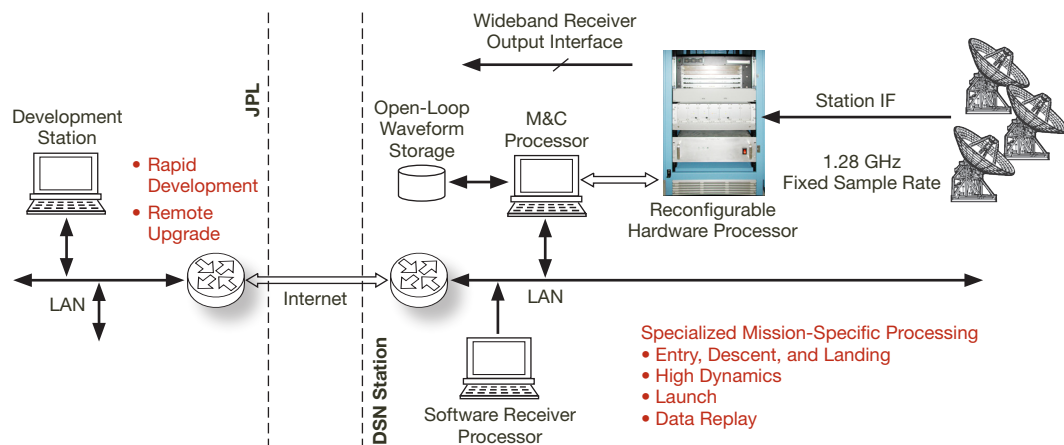 Development
Station
• Rapid
Development
• Remote
Upgrade
LAN
JPL
Internet
DSN Station
Wideband Receiver
Output Interface
Open-Loop
Waveform
Storage
M&C
Processor
Station IF
1.28 GHz
Fixed Sample Rate
Reconfigurable
Hardware Processor
LAN
Software Receiver
Processor
Specialized Mission-Specific Processing
• Entry, Descent, and Landing
• High Dynamics
• Launch
• Data Replay